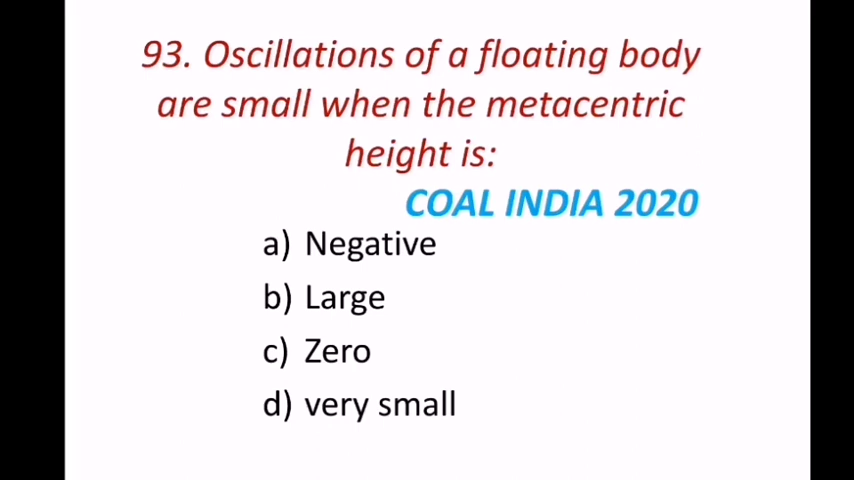 93. Oscillations of a floating body
are small when the metacentric
height is:
COAL INDIA 2020
a) Negative
b) Large
c) Zero
d) very small